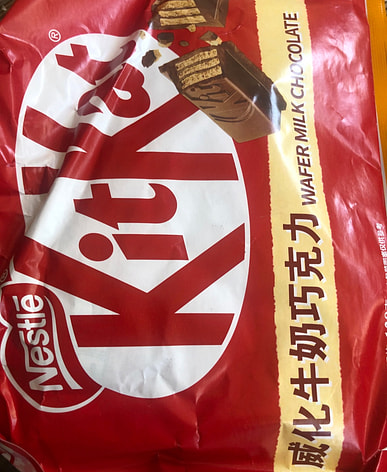 Nestlé
KitKat®
威化牛奶巧克力 WAFER MILK CHOCOLATE